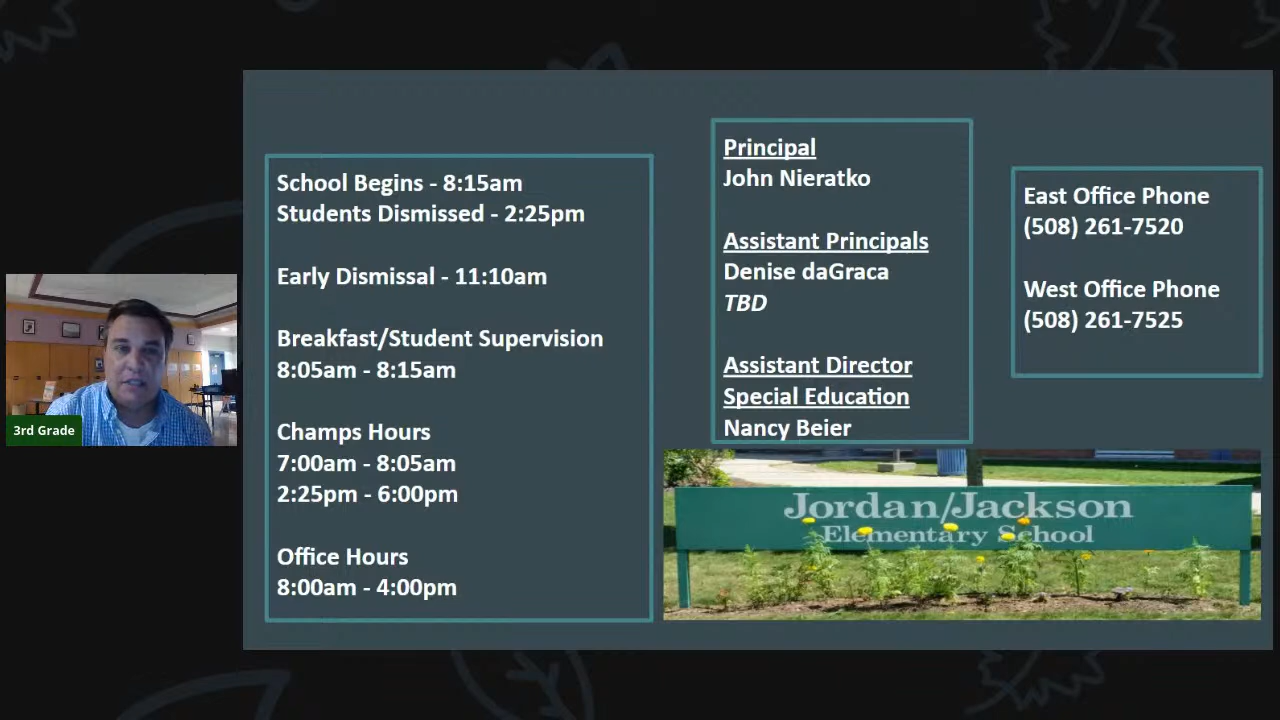 School Begins - 8:15am
Students Dismissed - 2:25pm
Early Dismissal - 11:10am
Breakfast/Student Supervision
8:05am - 8:15am
Champs Hours
7:00am - 8:05am
2:25pm - 6:00pm
Office Hours
8:00am - 4:00pm
Principal
John Nieratko
Assistant Principals
Denise daGraca
TBD
Assistant Director
Special Education
Nancy Beier
East Office Phone
(508) 261-7520
West Office Phone
(508) 261-7525
3rd Grade
Jordan/Jackson
Elementary School